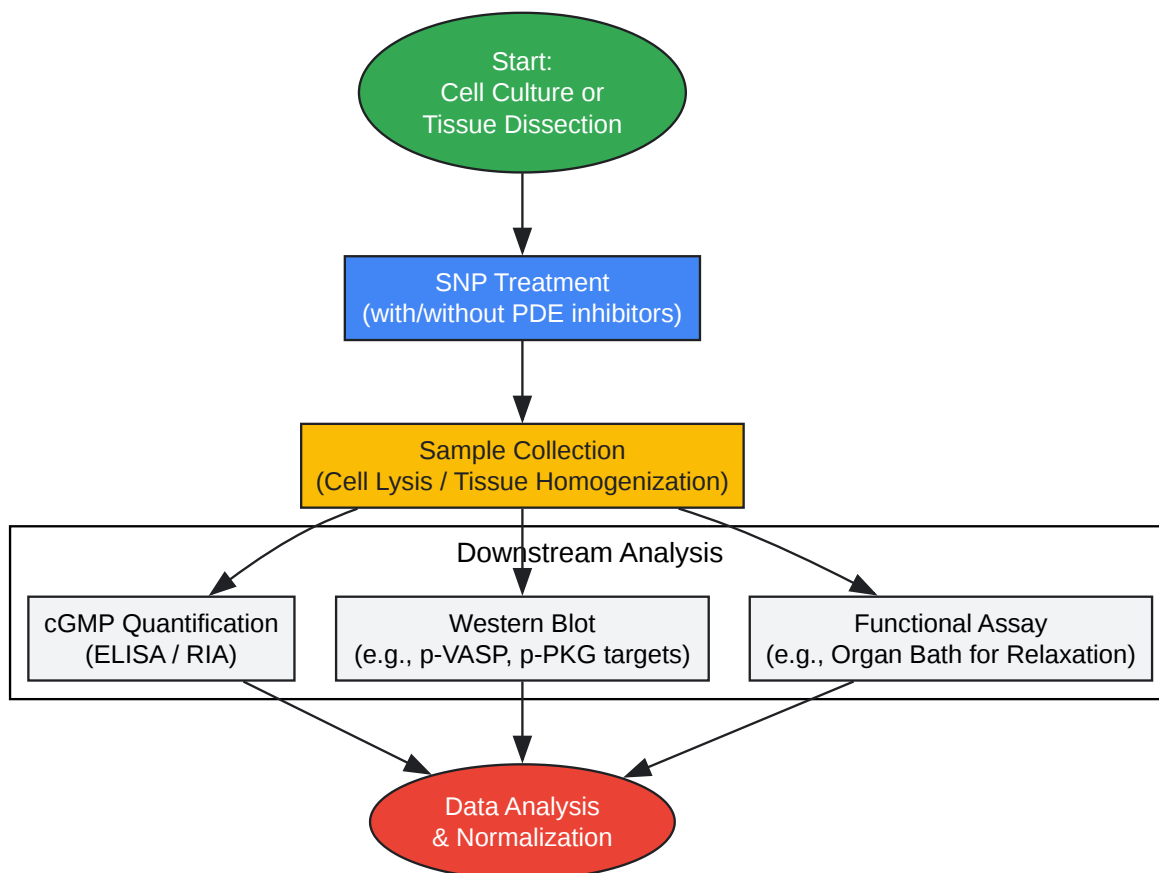 Start:
Cell Culture or
Tissue Dissection
SNP Treatment
(with/without PDE inhibitors)
Sample Collection
(Cell Lysis / Tissue Homogenization)
Downstream Analysis
cGMP Quantification
(ELISA / RIA)
Western Blot
(e.g., p-VASP, p-PKG targets)
Functional Assay
(e.g., Organ Bath for Relaxation)
Data Analysis
& Normalization